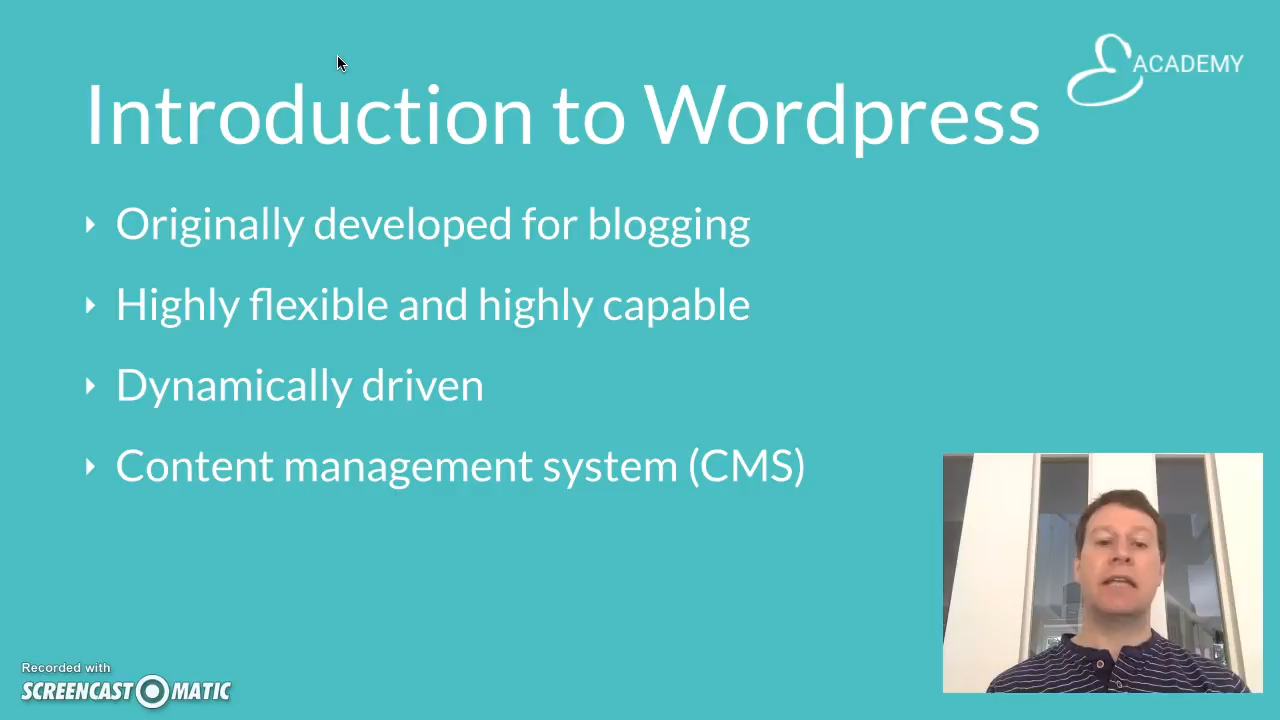 ACADEMY
Introduction to Wordpress
Originally developed for blogging
Highly flexible and highly capable
Dynamically driven
Content management system (CMS)
Recorded with
SCREENCAST MATIC